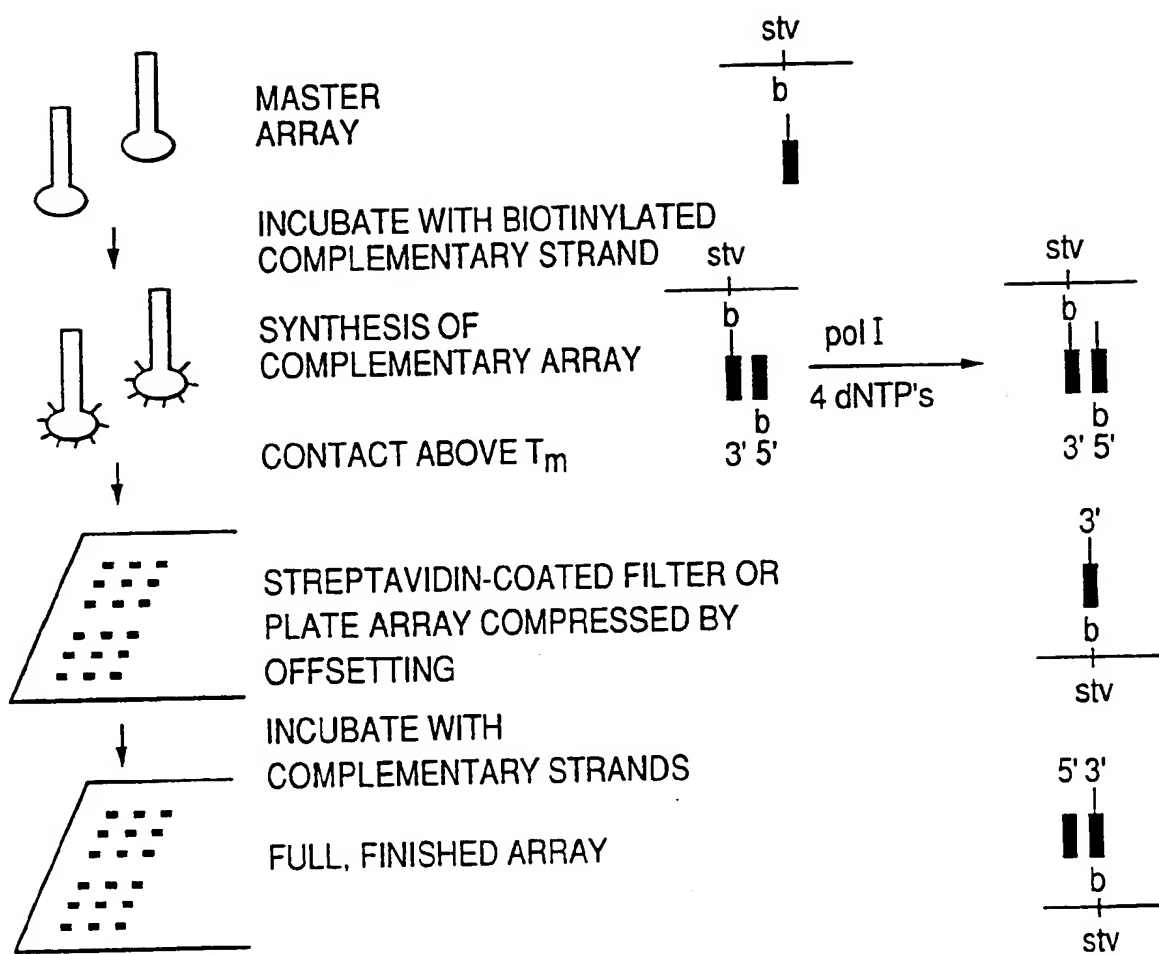 stv
b
MASTER
ARRAY
INCUBATE WITH BIOTINYLATED
COMPLEMENTARY STRAND
stv
b
stv
b
SYNTHESIS OF
COMPLEMENTARY ARRAY
pol I
4 dNTP's
b
3' 5'
b
3' 5'
CONTACT ABOVE Tm
3'
b
stv
STREPTAVIDIN-COATED FILTER OR
PLATE ARRAY COMPRESSED BY
OFFSETTING
INCUBATE WITH
COMPLEMENTARY STRANDS
5' 3'
b
stv
FULL, FINISHED ARRAY